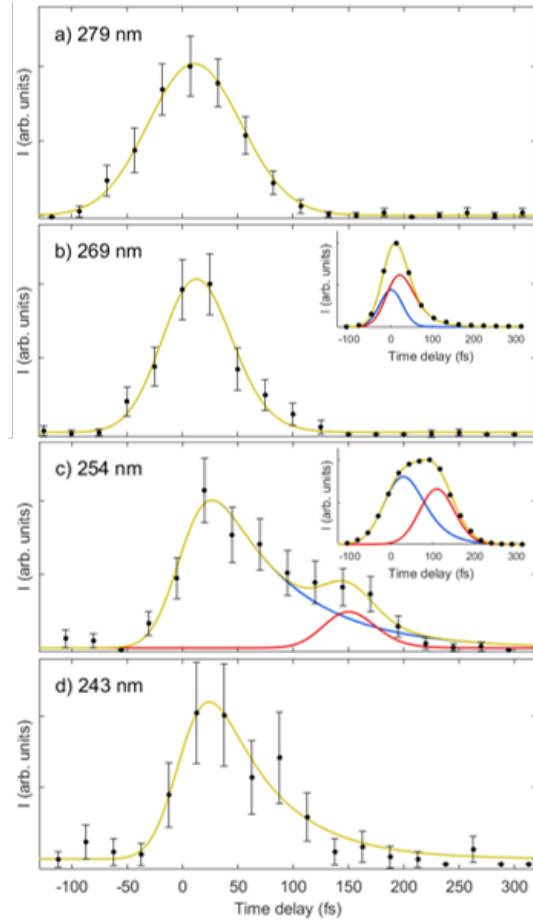 a) 279 nm
I (arb. units)
b) 269 nm
I (arb. units)
I (arb. units)
-100 0 100 200 300
Time delay (fs)
c) 254 nm
I (arb. units)
I (arb. units)
-100 0 100 200 300
Time delay (fs)
d) 243 nm
I (arb. units)
-100 -50 0 50 100 150 200 250 300
Time delay (fs)